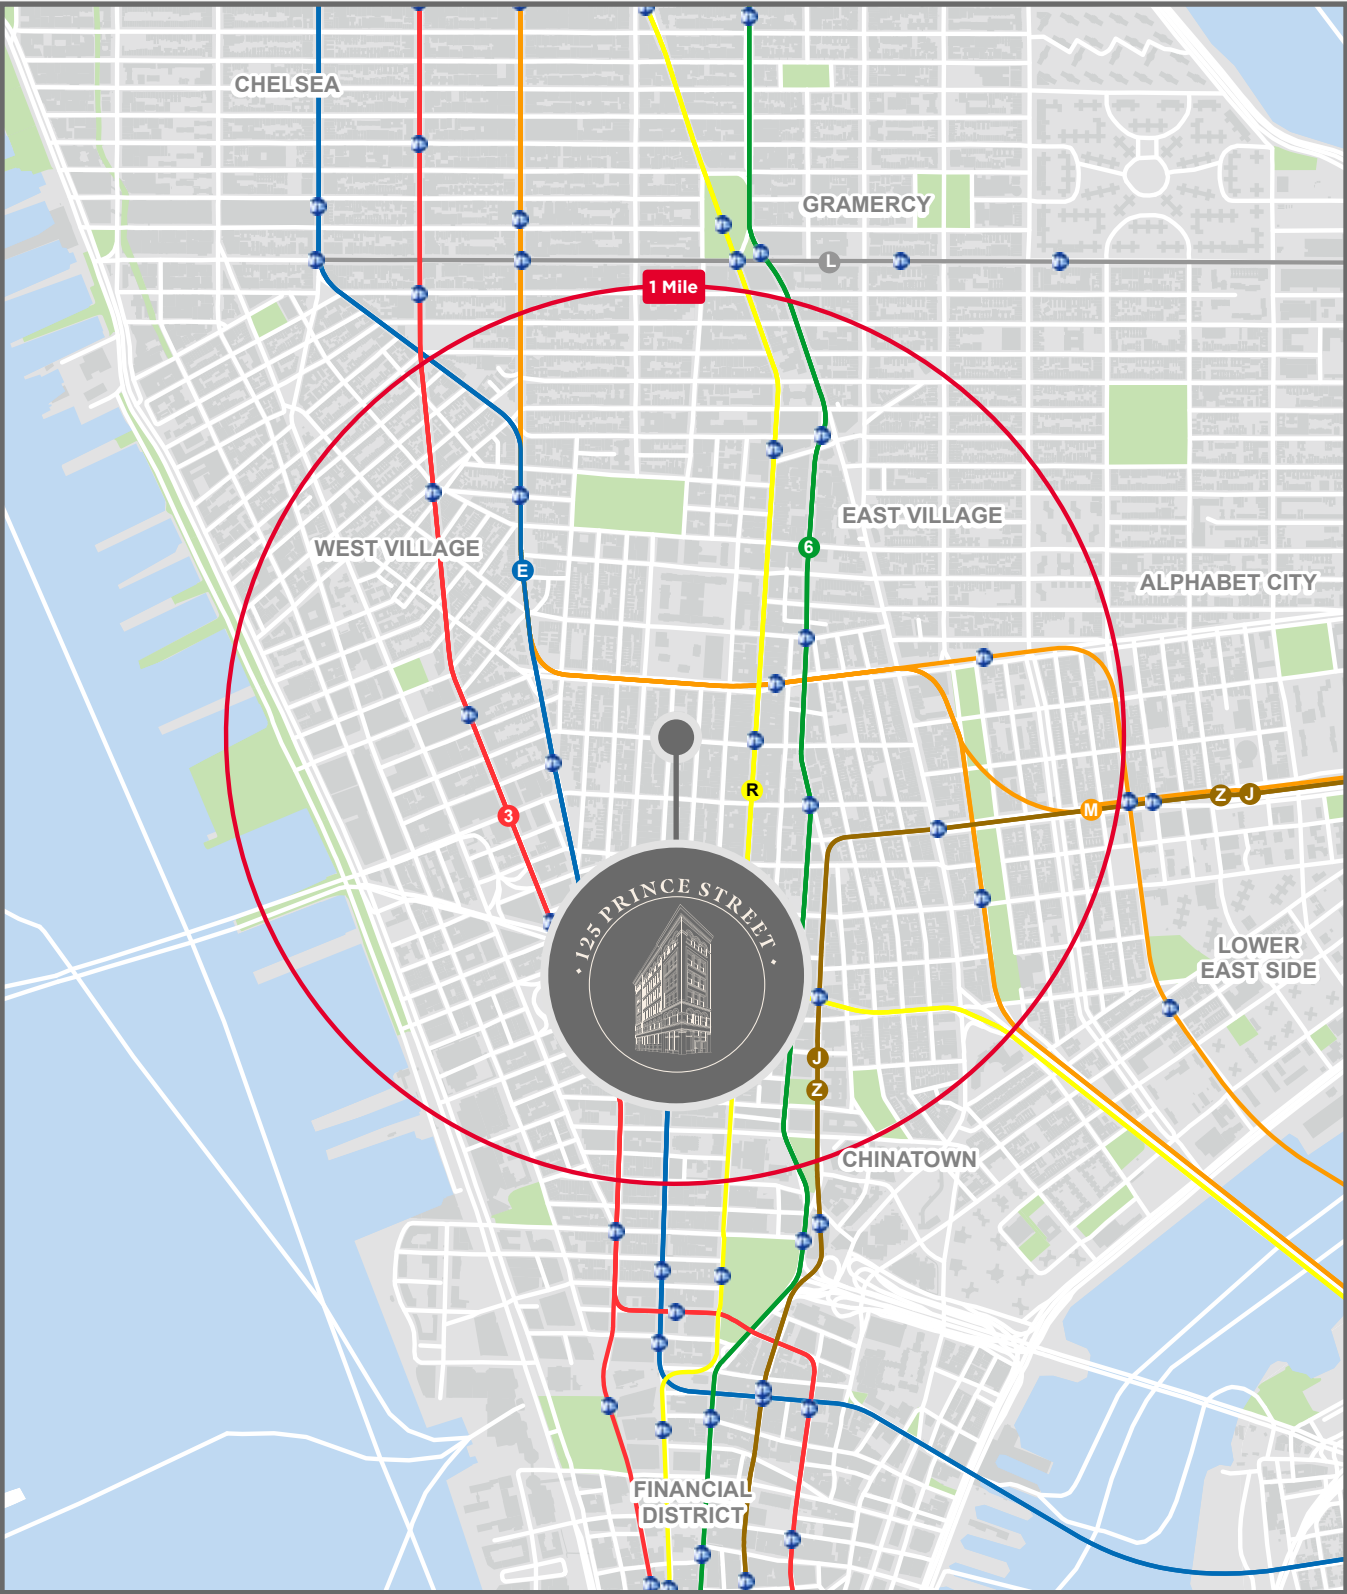 CHELSEA
GRAMERCY
L
1 Mile
EAST VILLAGE
6
WEST VILLAGE
E
ALPHABET CITY
R
Z J
M
3
125 PRINCE STREET
LOWER
EAST SIDE
J
Z
CHINATOWN
FINANCIAL
DISTRICT